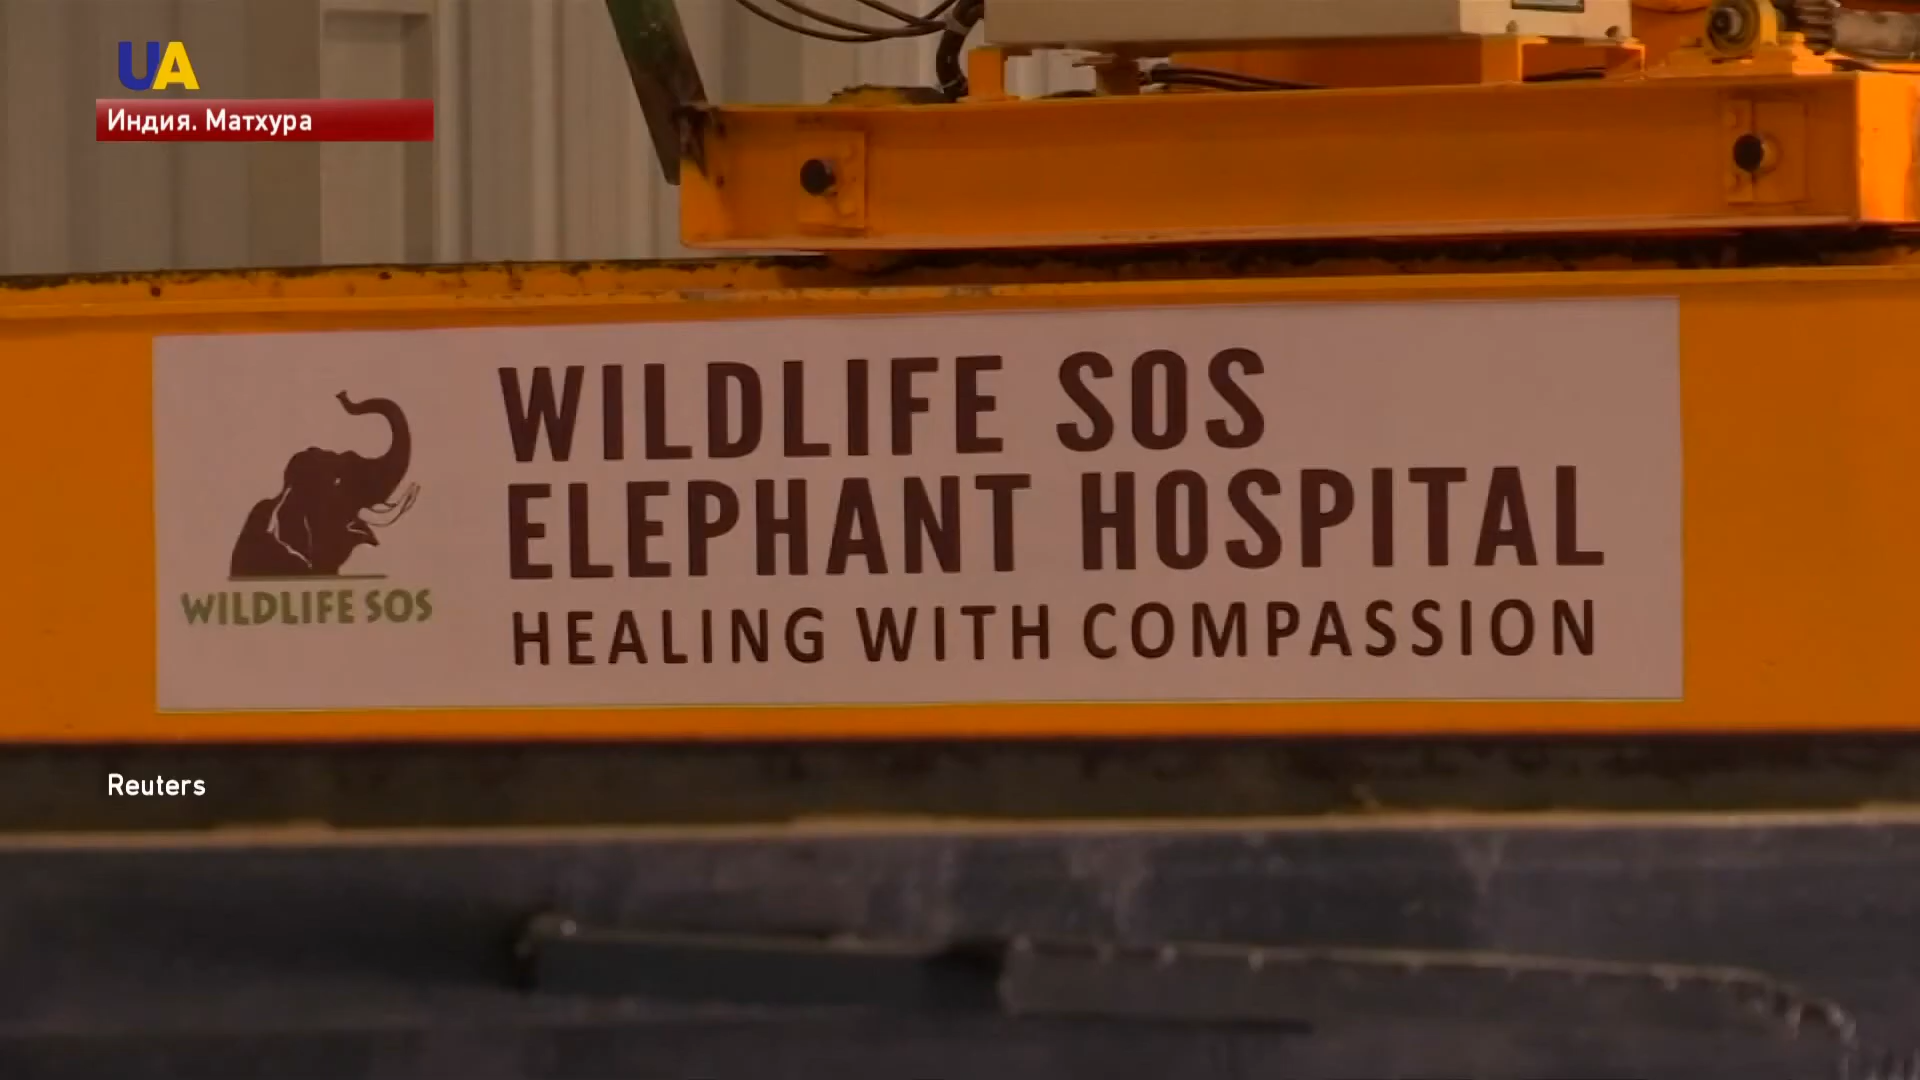 UA
Индия. Матхура
WILDLIFE SOS
ELEPHANT HOSPITAL
HEALING WITH COMPASSION
WILDLIFE SOS
Reuters